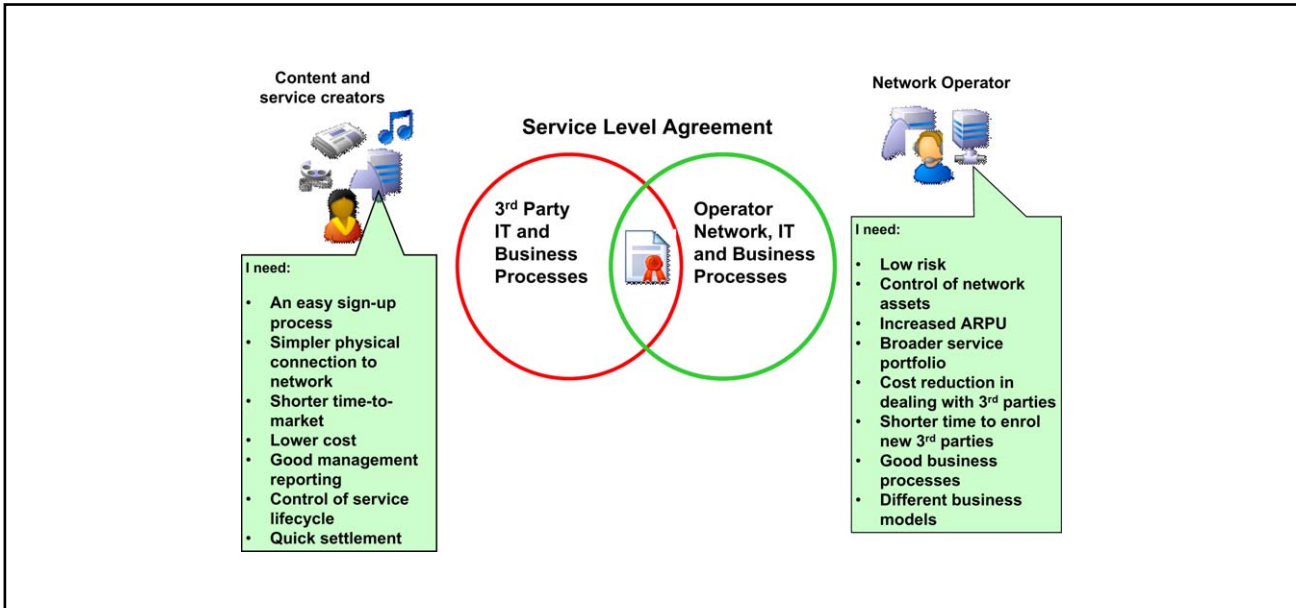 Content and
service creators
I need:
• An easy sign-up
process
• Simpler physical
connection to
network
• Shorter time-to-
market
• Lower cost
• Good management
reporting
• Control of service
lifecycle
• Quick settlement
Service Level Agreement
3rd Party
IT and
Business
Processes
Operator
Network, IT
and Business
Processes
Network Operator
I need:
• Low risk
• Control of network
assets
• Increased ARPU
• Broader service
portfolio
• Cost reduction in
dealing with 3rd parties
• Shorter time to enrol
new 3rd parties
• Good business
processes
• Different business
models